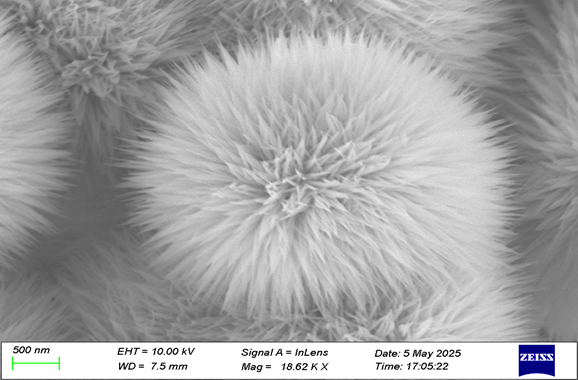 500 nm
EHT = 10.00 kV
WD = 7.5 mm
Signal A = InLens
Mag = 18.62 K X
Date: 5 May 2025
Time: 17:05:22
ZEISS